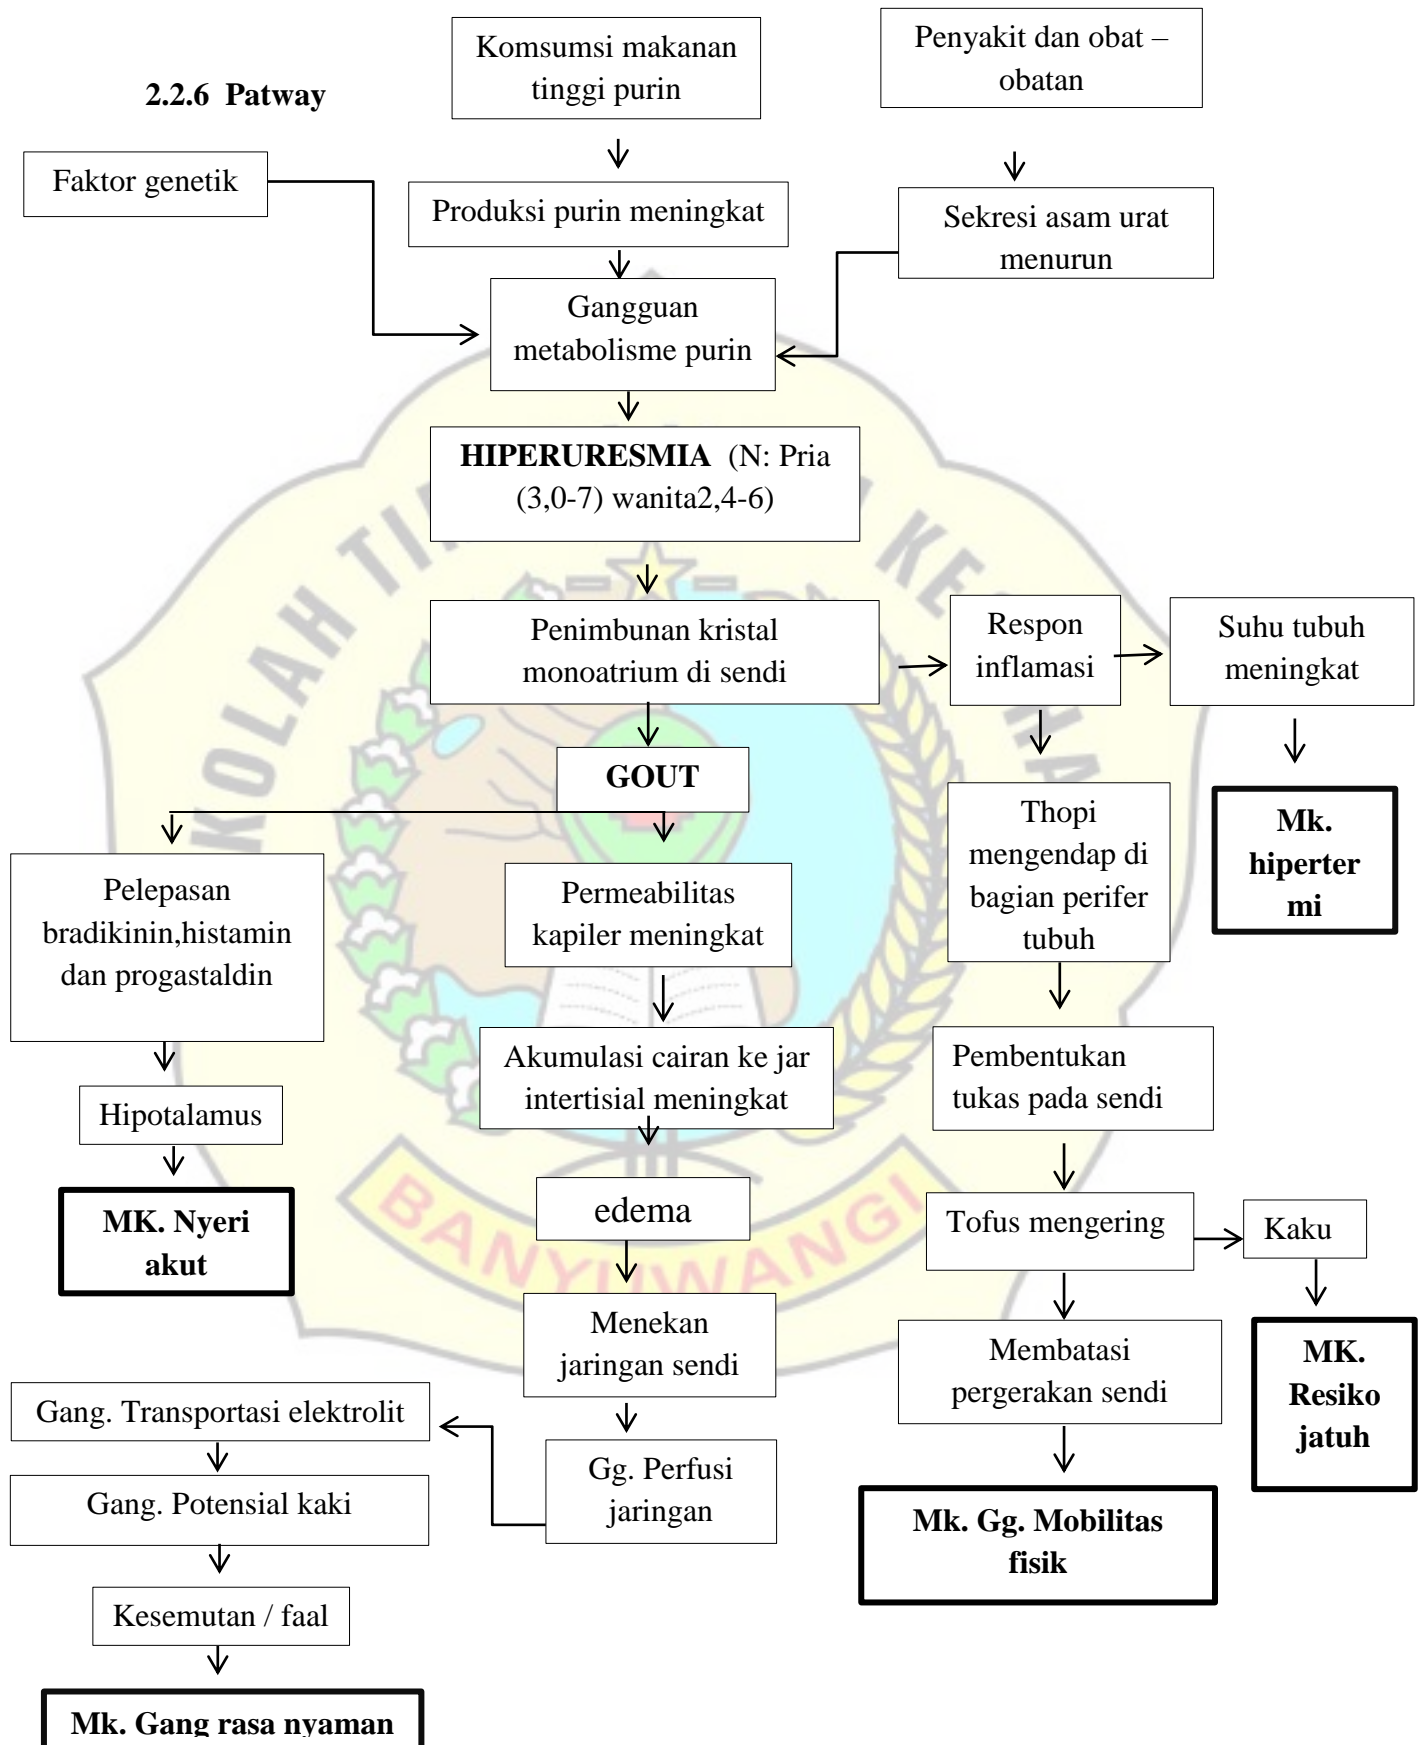 Komsumsi makanan
tinggi purin
Penyakit dan obat –
obatan
2.2.6 Patway
Faktor genetik
Produksi purin meningkat
Sekresi asam urat
menurun
Gangguan
metabolisme purin
HIPERURESMIA (N: Pria
(3,0-7) wanita2,4-6)
Penimbunan kristal
monoatrium di sendi
Respon
inflamasi
Suhu tubuh
meningkat
GOUT
Thopi
mengendap di
bagian perifer
tubuh
Mk.
hiperter
mi
Pelepasan
bradikinin,histamin
dan progastaldin
Permeabilitas
kapiler meningkat
Akumulasi cairan ke jar
intertisial meningkat
Pembentukan
tukas pada sendi
Hipotalamus
MK. Nyeri
akut
edema
Tofus mengering
Kaku
Menekan
jaringan sendi
Membatasi
pergerakan sendi
MK.
Resiko
jatuh
Gang. Transportasi elektrolit
Gg. Perfusi
jaringan
Gang. Potensial kaki
Mk. Gg. Mobilitas
fisik
Kesemutan / faal
Mk. Gang rasa nyaman
KOLAH TI
KE
HA
BANYUWANGI